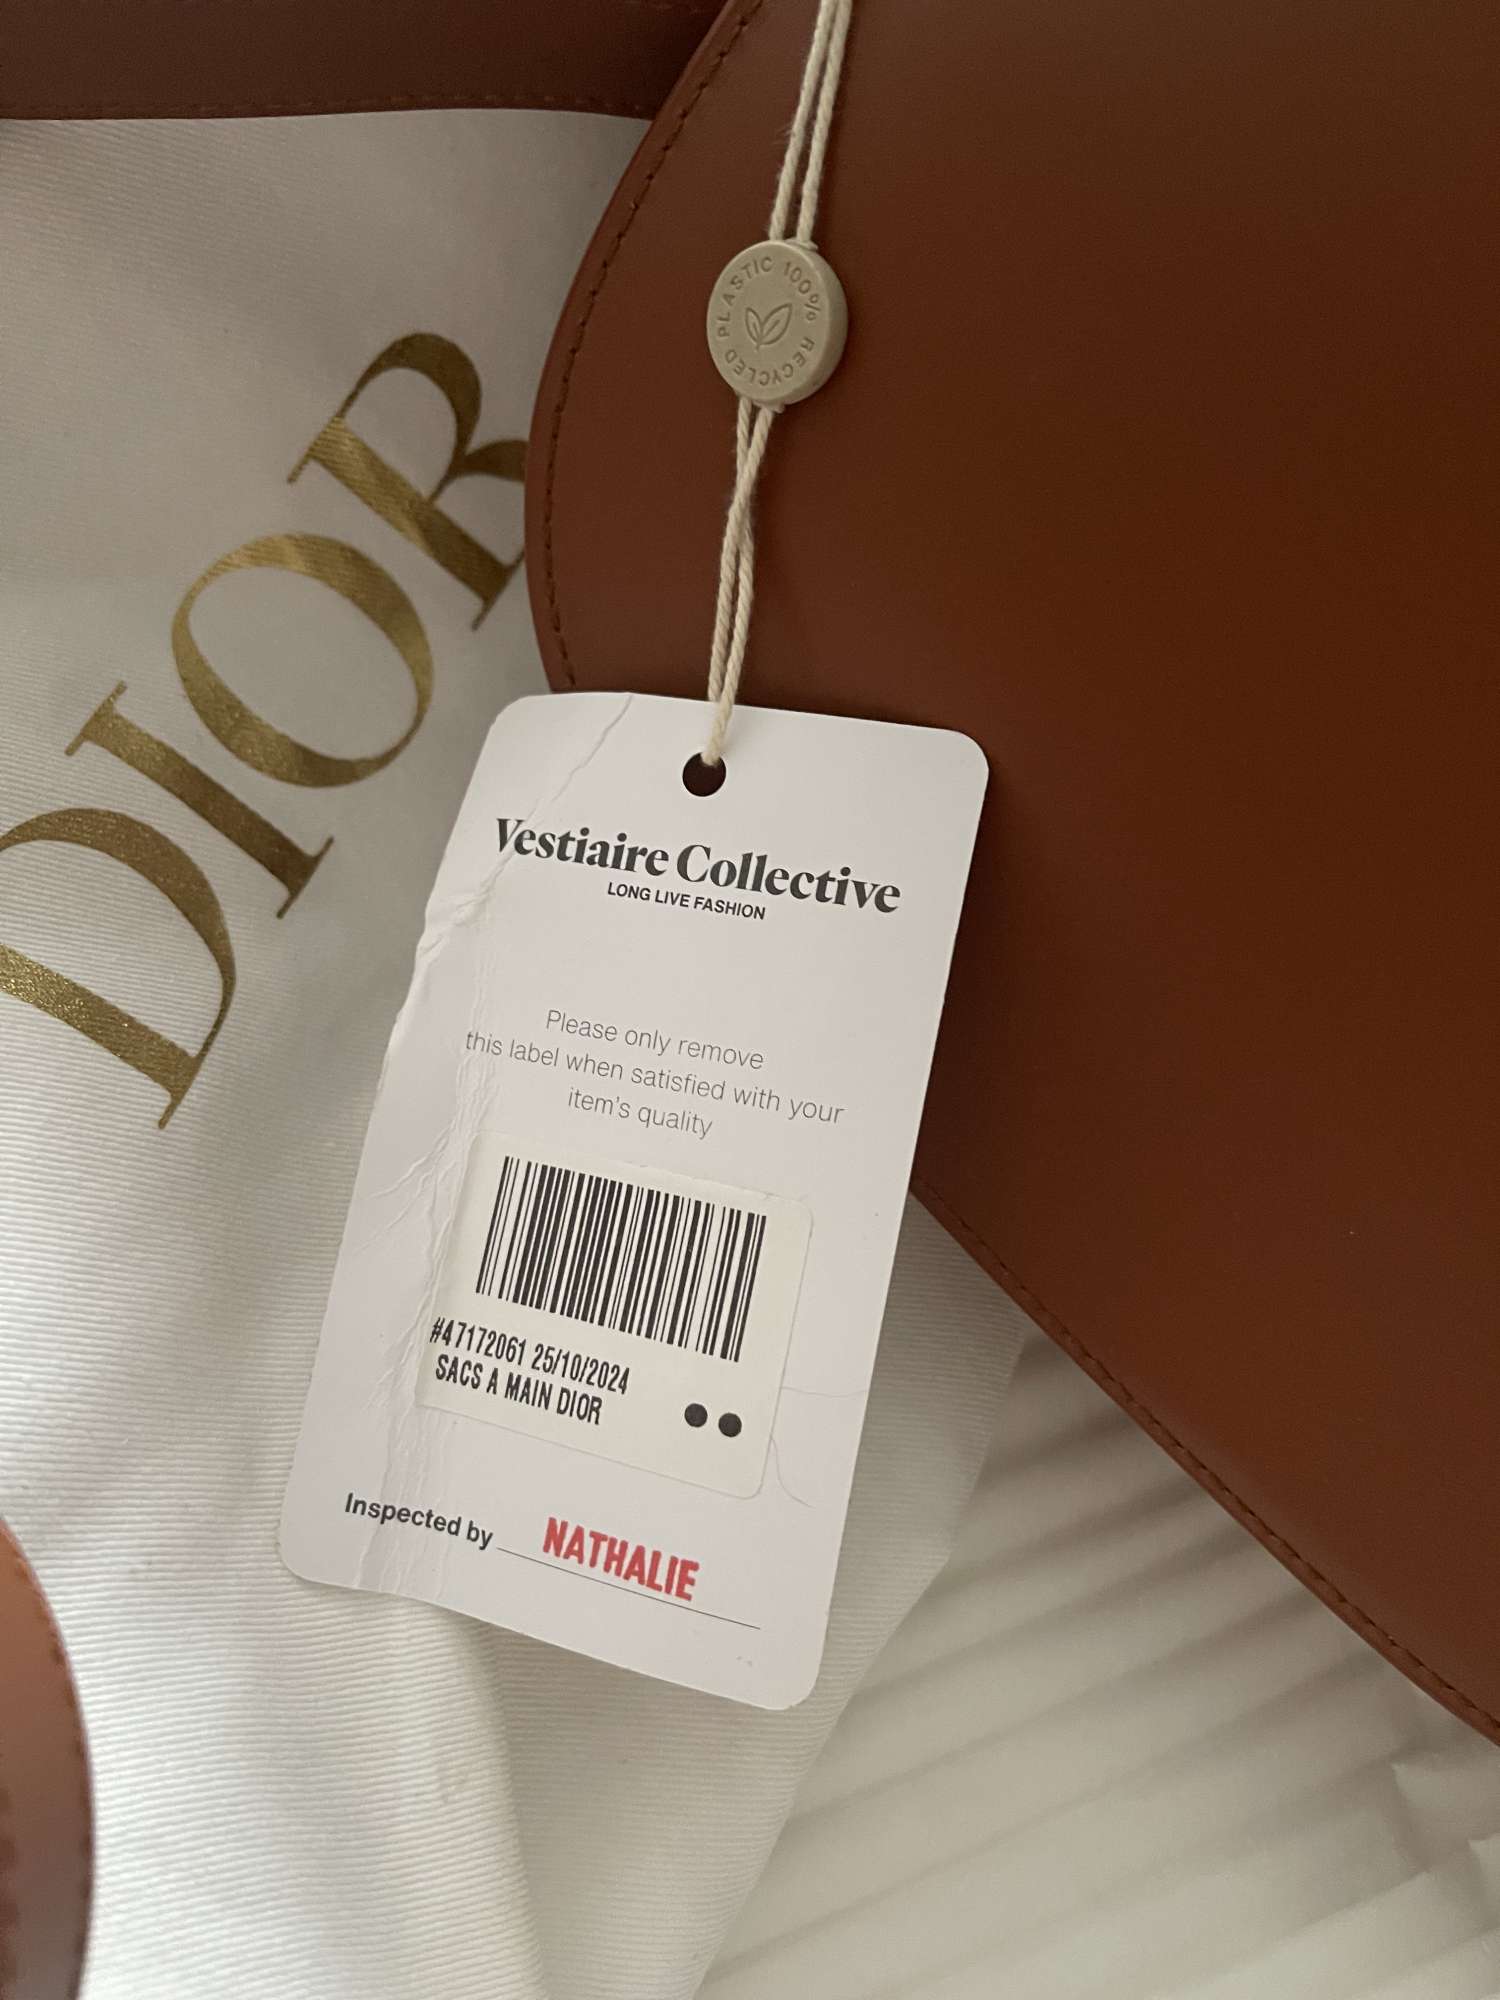 100% RECYCLED PLASTIC
DIOR
Vestiaire Collective
LONG LIVE FASHION
Please only remove
this label when satisfied with your
item's quality
#47172061 25/10/2024
SACS A MAIN DIOR
Inspected by NATHALIE